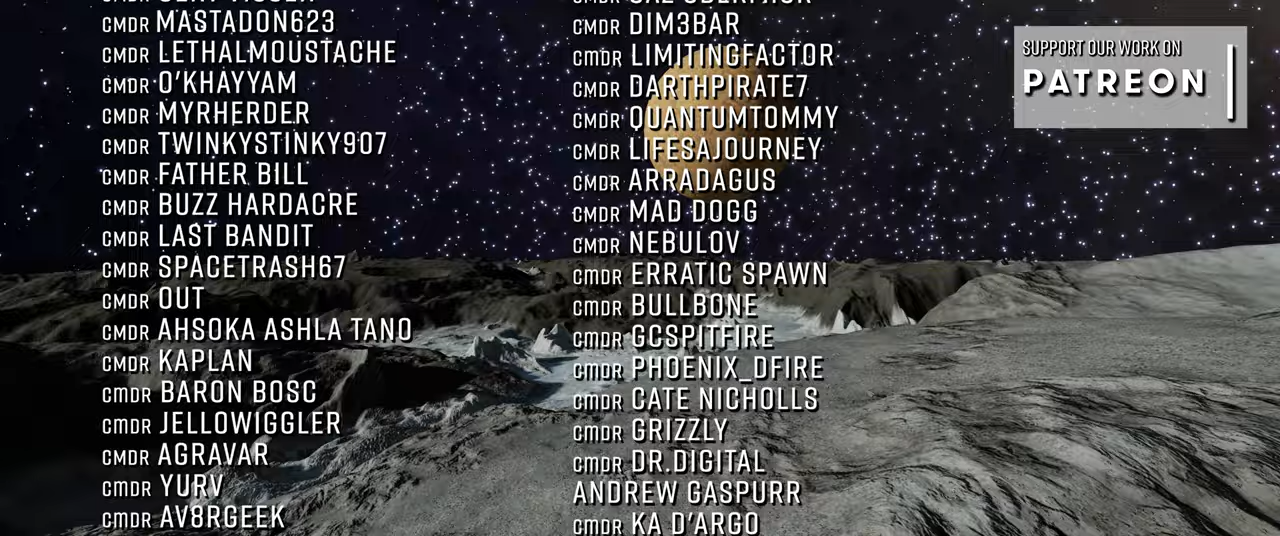 CMDR MASTADON623
CMDR LETHALMOUSTACHE
CMDR O'KHAYYAM
CMDR MYRHERDER
CMDR TWINKYSTINKY907
CMDR FATHER BILL
CMDR BUZZ HARDACRE
CMDR LAST BANDIT
CMDR SPACETRASH67
CMDR OUT
CMDR AHSOKA ASHLA TANO
CMDR KAPLAN
CMDR BARON BOSC
CMDR JELLOWIGGLER
CMDR AGRAVAR
CMDR YURV
CMDR AV8RGEEK
CMDR DIM3BAR
CMDR LIMITINGFACTOR
CMDR DARTHPIRATE7
CMDR QUANTUMTOMMY
CMDR LIFESAJOURNEY
CMDR ARRADAGUS
CMDR MAD DOGG
CMDR NEBULOV
CMDR ERRATIC SPAWN
CMDR BULLBONE
CMDR GCSPITFIRE
CMDR PHOENIX_DFIRE
CMDR CATE NICHOLLS
CMDR GRIZZLY
CMDR DR.DIGITAL
ANDREW GASPURR
CMDR KA D'ARGO
SUPPORT OUR WORK ON
PATREON